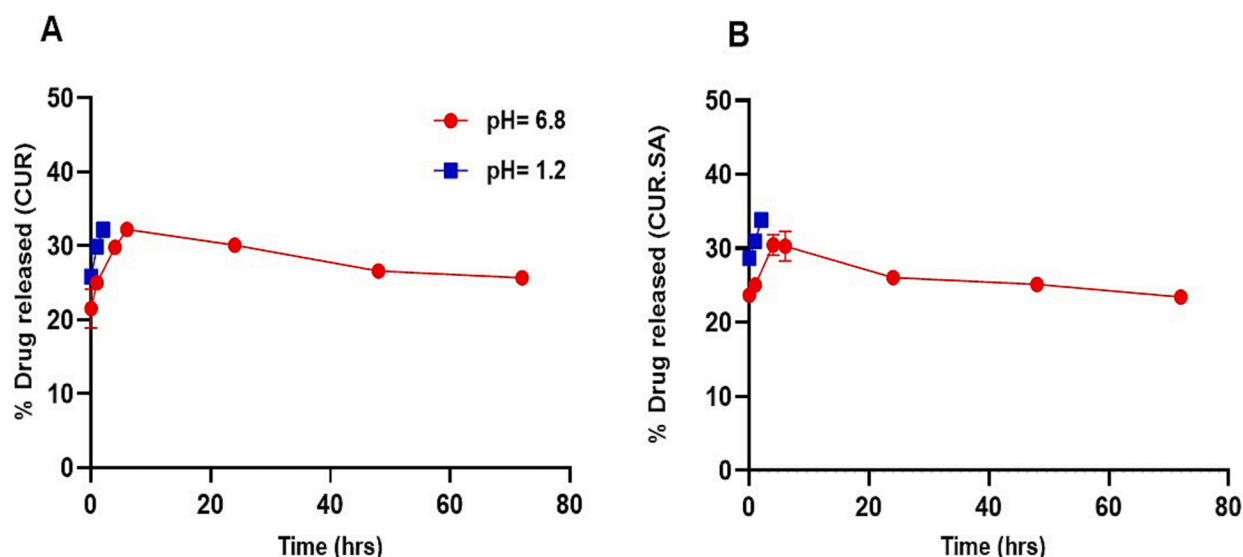 A
% Drug released (CUR)
50
40
30
20
10
0
0 20 40 60 80
Time (hrs)
pH= 6.8
pH= 1.2
B
% Drug released (CUR.SA)
50
40
30
20
10
0
0 20 40 60 80
Time (hrs)